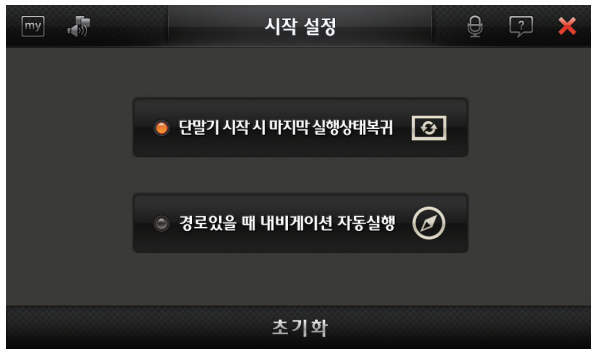 my
시작 설정
?
단말기 시작 시 마지막 실행상태복귀
경로있을 때 내비게이션 자동실행
초기화